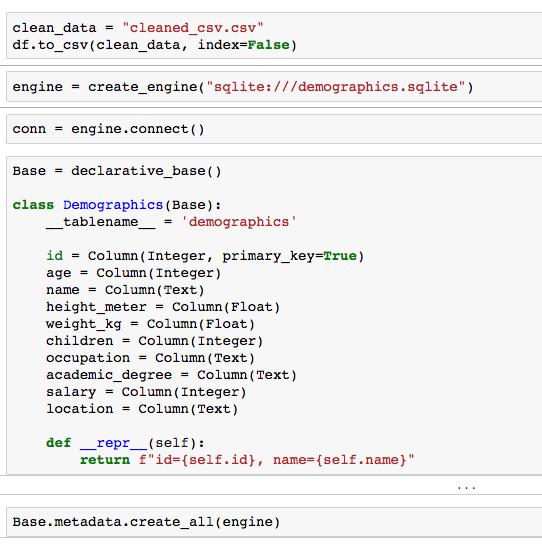 clean_data = "cleaned_csv.csv"
df.to_csv(clean_data, index=False)
engine = create_engine("sqlite:///demographics.sqlite")
conn = engine.connect()
Base = declarative_base()
class Demographics(Base):
    __tablename__ = 'demographics'
    id = Column(Integer, primary_key=True)
    age = Column(Integer)
    name = Column(Text)
    height_meter = Column(Float)
    weight_kg = Column(Float)
    children = Column(Integer)
    occupation = Column(Text)
    academic_degree = Column(Text)
    salary = Column(Integer)
    location = Column(Text)
    def __repr__(self):
        return f"id={self.id}, name={self.name}"
...
Base.metadata.create_all(engine)